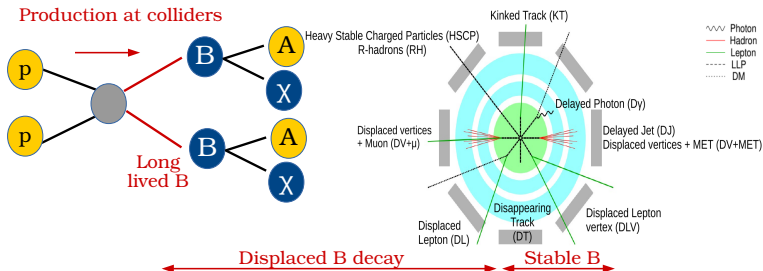 Production at colliders
p
p
B
A
χ
B
A
χ
Long
lived B
Kinked Track (KT)
Heavy Stable Charged Particles (HSCP)
R-hadrons (RH)
Photon
Hadron
Lepton
LLP
DM
Delayed Photon (Dγ)
Displaced vertices
+ Muon (DV+μ)
Delayed Jet (DJ)
Displaced vertices + MET (DV+MET)
Disappearing
Track
(DT)
Displaced
Lepton (DL)
Displaced Lepton
vertex (DLV)
Displaced B decay
Stable B